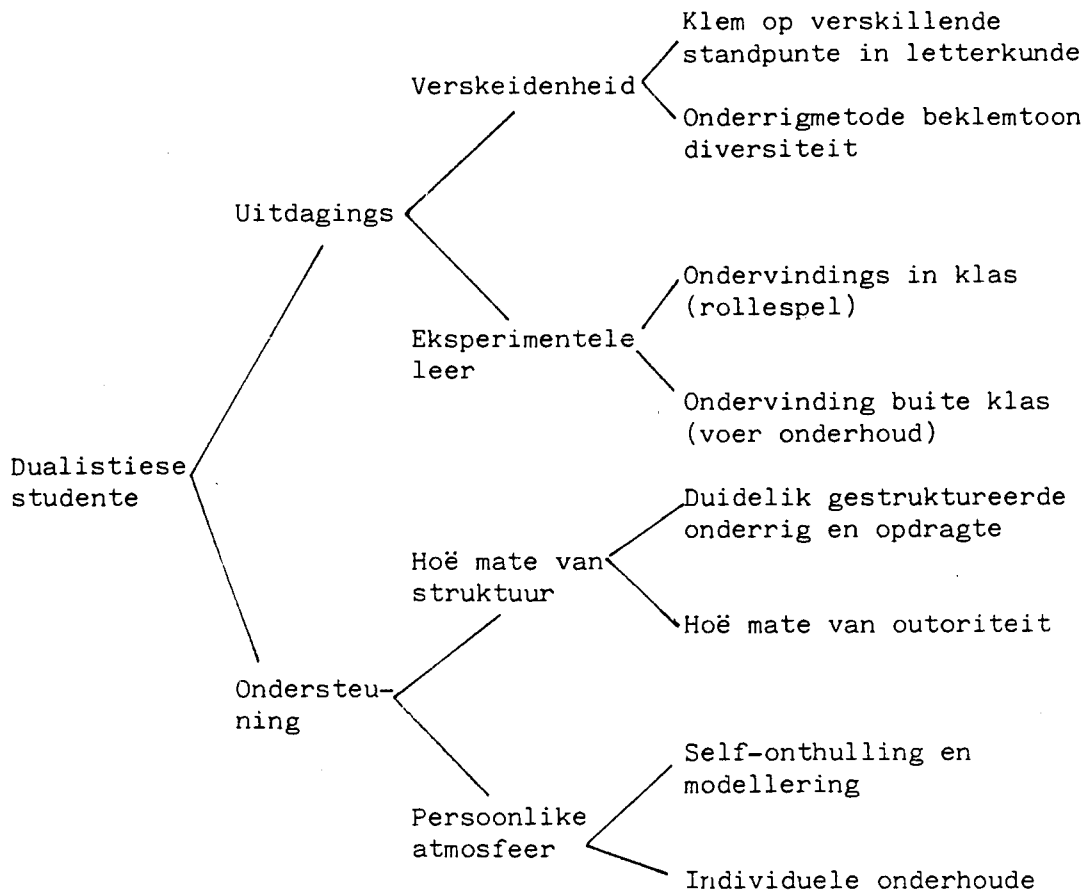 Klem op verskillende
standpunte in letterkunde
Verskeidenheid
Onderrigmetode beklemtoon
diversiteit
Uitdagings
Ondervindings in klas
(rollespel)
Eksperimentele
leer
Ondervinding buite klas
(voer onderhoud)
Dualistiese
studente
Duidelik gestruktureerde
onderrig en opdragte
Hoë mate van
struktuur
Hoë mate van outoriteit
Ondersteu-
ning
Self-onthulling en
modellering
Persoonlike
atmosfeer
Individuele onderhoude